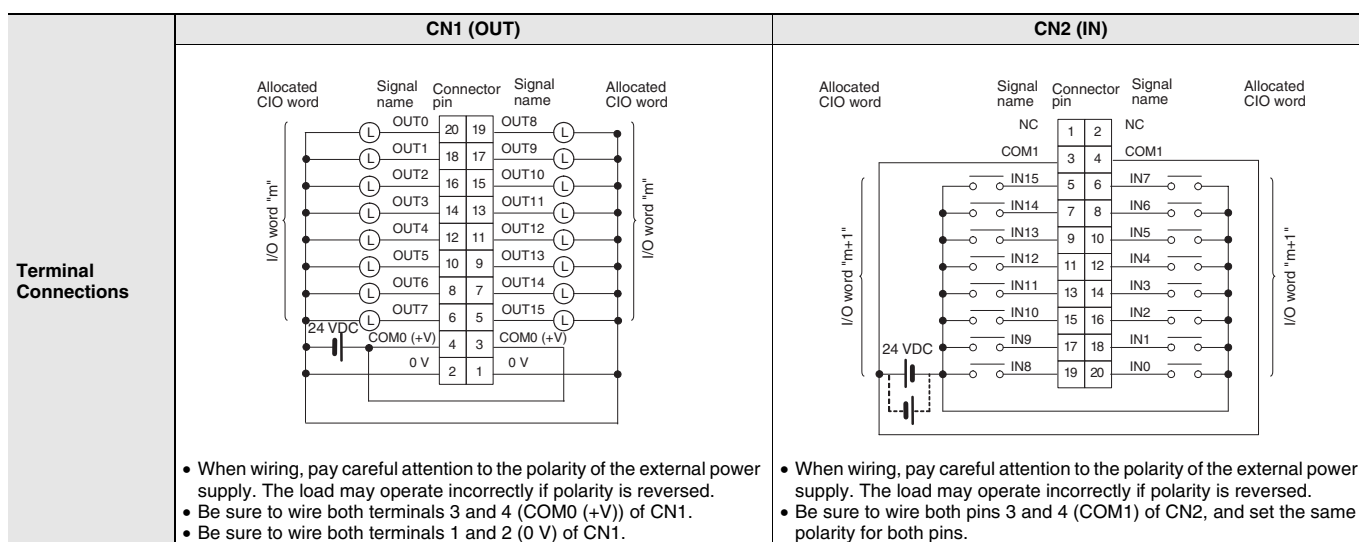 CN1 (OUT)
CN2 (IN)
Terminal
Connections
Allocated
CIO word
Signal
name
Connector
pin
Signal
name
Allocated
CIO word
I/O word "m"
OUT0 20 19 OUT8
L L
OUT1 18 17 OUT9
L L
OUT2 16 15 OUT10
L L
OUT3 14 13 OUT11
L L
OUT4 12 11 OUT12
L L
OUT5 10 9 OUT13
L L
OUT6 8 7 OUT14
L L
OUT7 6 5 OUT15
L L
24 VDC
COM0 (+V) 4 3 COM0 (+V)
0 V 2 1 0 V
I/O word "m"
• When wiring, pay careful attention to the polarity of the external power
supply. The load may operate incorrectly if polarity is reversed.
• Be sure to wire both terminals 3 and 4 (COM0 (+V)) of CN1.
• Be sure to wire both terminals 1 and 2 (0 V) of CN1.
Allocated
CIO word
Signal
name
Connector
pin
Signal
name
Allocated
CIO word
I/O word "m+1"
NC 1 2 NC
COM1 3 4 COM1
IN15 5 6 IN7
IN14 7 8 IN6
IN13 9 10 IN5
IN12 11 12 IN4
IN11 13 14 IN3
IN10 15 16 IN2
IN9 17 18 IN1
24 VDC
IN8 19 20 IN0
I/O word "m+1"
• When wiring, pay careful attention to the polarity of the external power
supply. The load may operate incorrectly if polarity is reversed.
• Be sure to wire both pins 3 and 4 (COM1) of CN2, and set the same
polarity for both pins.